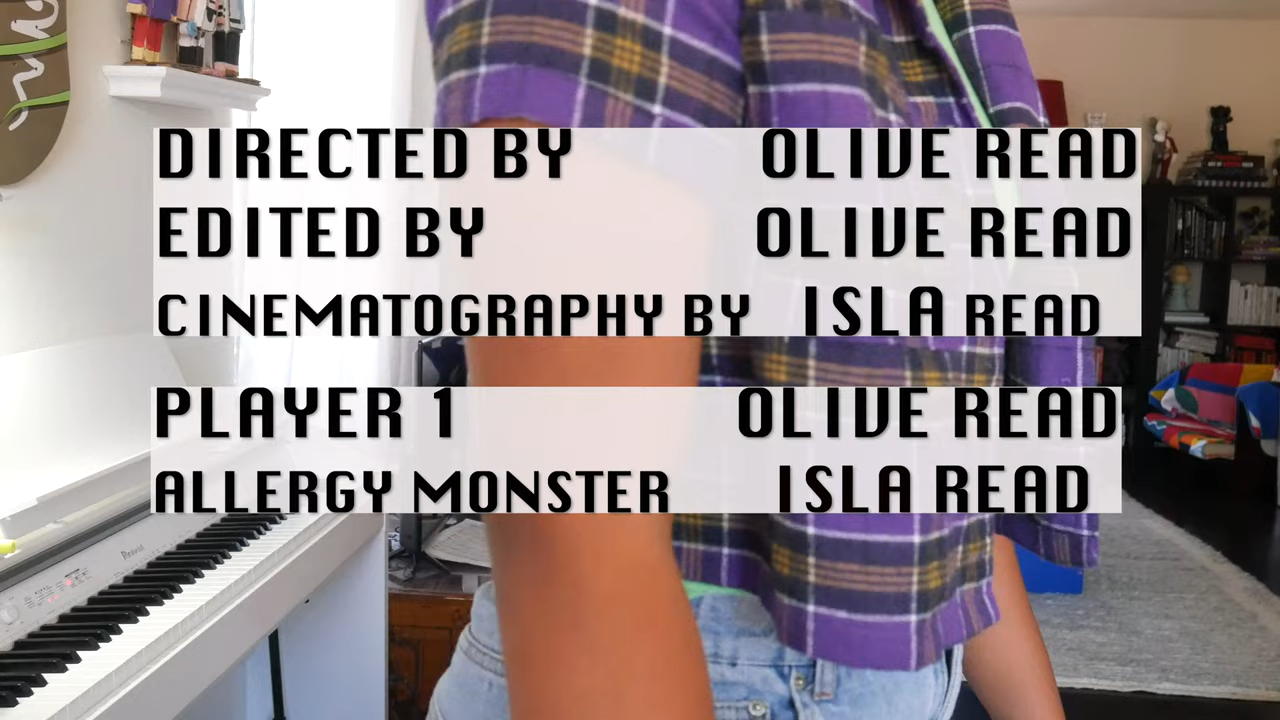 DIRECTED BY OLIVE READ
EDITED BY OLIVE READ
CINEMATOGRAPHY BY ISLA READ
PLAYER 1 OLIVE READ
ALLERGY MONSTER ISLA READ